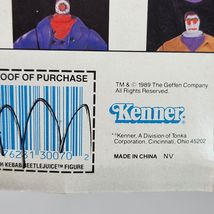 OOF OF PURCHASE
TM & © 1989 The Geffen Company
All Rights Reserved.
Kenner®
*Kenner, A Division of Tonka
Corporation, Cincinnati, Ohio 45202
76281 30070 2
KEBAB BEETLEJUICE™ FIGURE
MADE IN CHINA NV